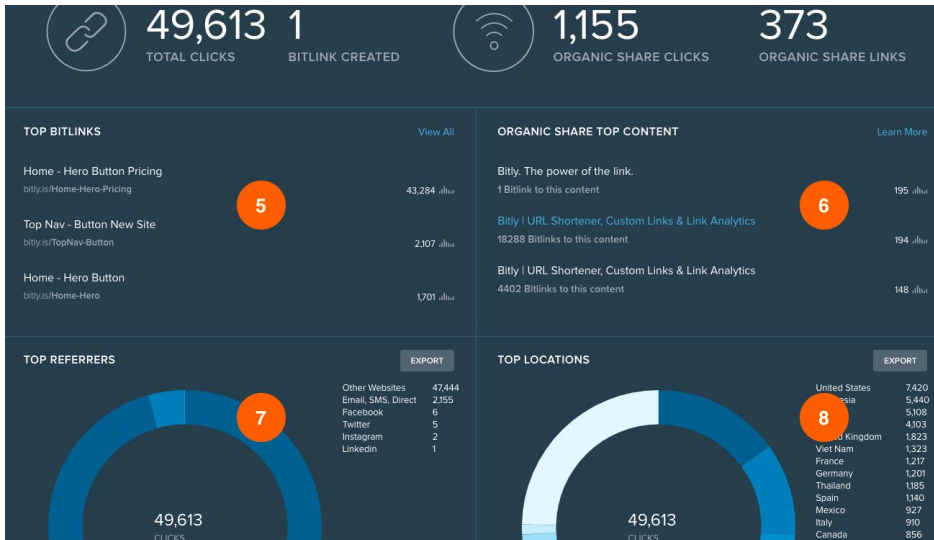 49,613 1 1,155 373
TOTAL CLICKS BITLINK CREATED ORGANIC SHARE CLICKS ORGANIC SHARE LINKS
TOP BITLINKS View All
Home - Hero Button Pricing
bitly.is/Home-Hero-Pricing 43,284
5
Top Nav - Button New Site
bitly.is/TopNav-Button 2,107
Home - Hero Button
bitly.is/Home-Hero 1,701
ORGANIC SHARE TOP CONTENT Learn More
Bitly. The power of the link.
1 Bitlink to this content 195
6
Bitly | URL Shortener, Custom Links & Link Analytics
18288 Bitlinks to this content 194
Bitly | URL Shortener, Custom Links & Link Analytics
4402 Bitlinks to this content 148
TOP REFERRERS EXPORT
Other Websites 47,444
Email, SMS, Direct 2,155
Facebook 6
Twitter 5
Instagram 2
Linkedin 1
7
49,613
CLICKS
TOP LOCATIONS EXPORT
United States 7,420
5,440
5,108
4,103
Kingdom 1,823
Viet Nam 1,323
France 1,217
Germany 1,201
Thailand 1,185
Spain 1,140
Mexico 927
Italy 910
Canada 856
8
49,613
CLICKS